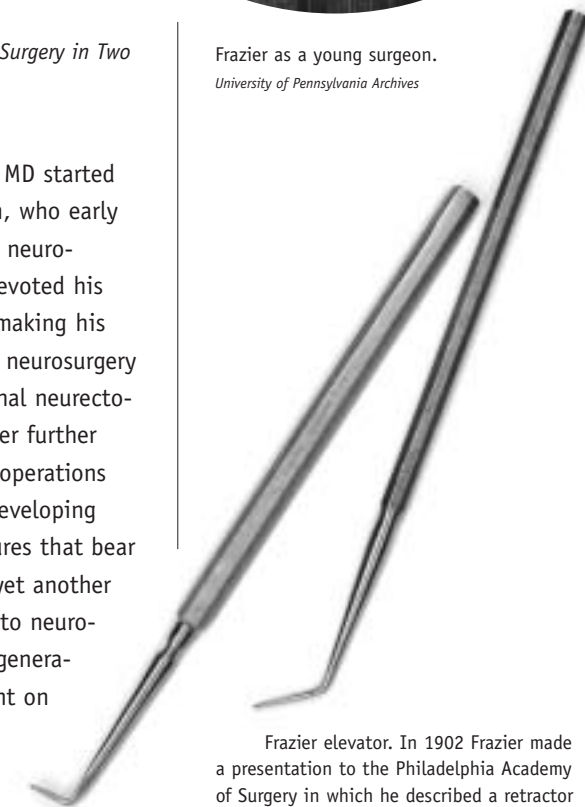 Surgery in Two
MD started
, who early
neuro-
evoted his
making his
neurosurgery
nal neurecto-
er further
operations
eveloping
ures that bear
yet another
to neuro-
genera-
nt on
Frazier as a young surgeon.
University of Pennsylvania Archives
Frazier elevator. In 1902 Frazier made
a presentation to the Philadelphia Academy
of Surgery in which he described a retractor